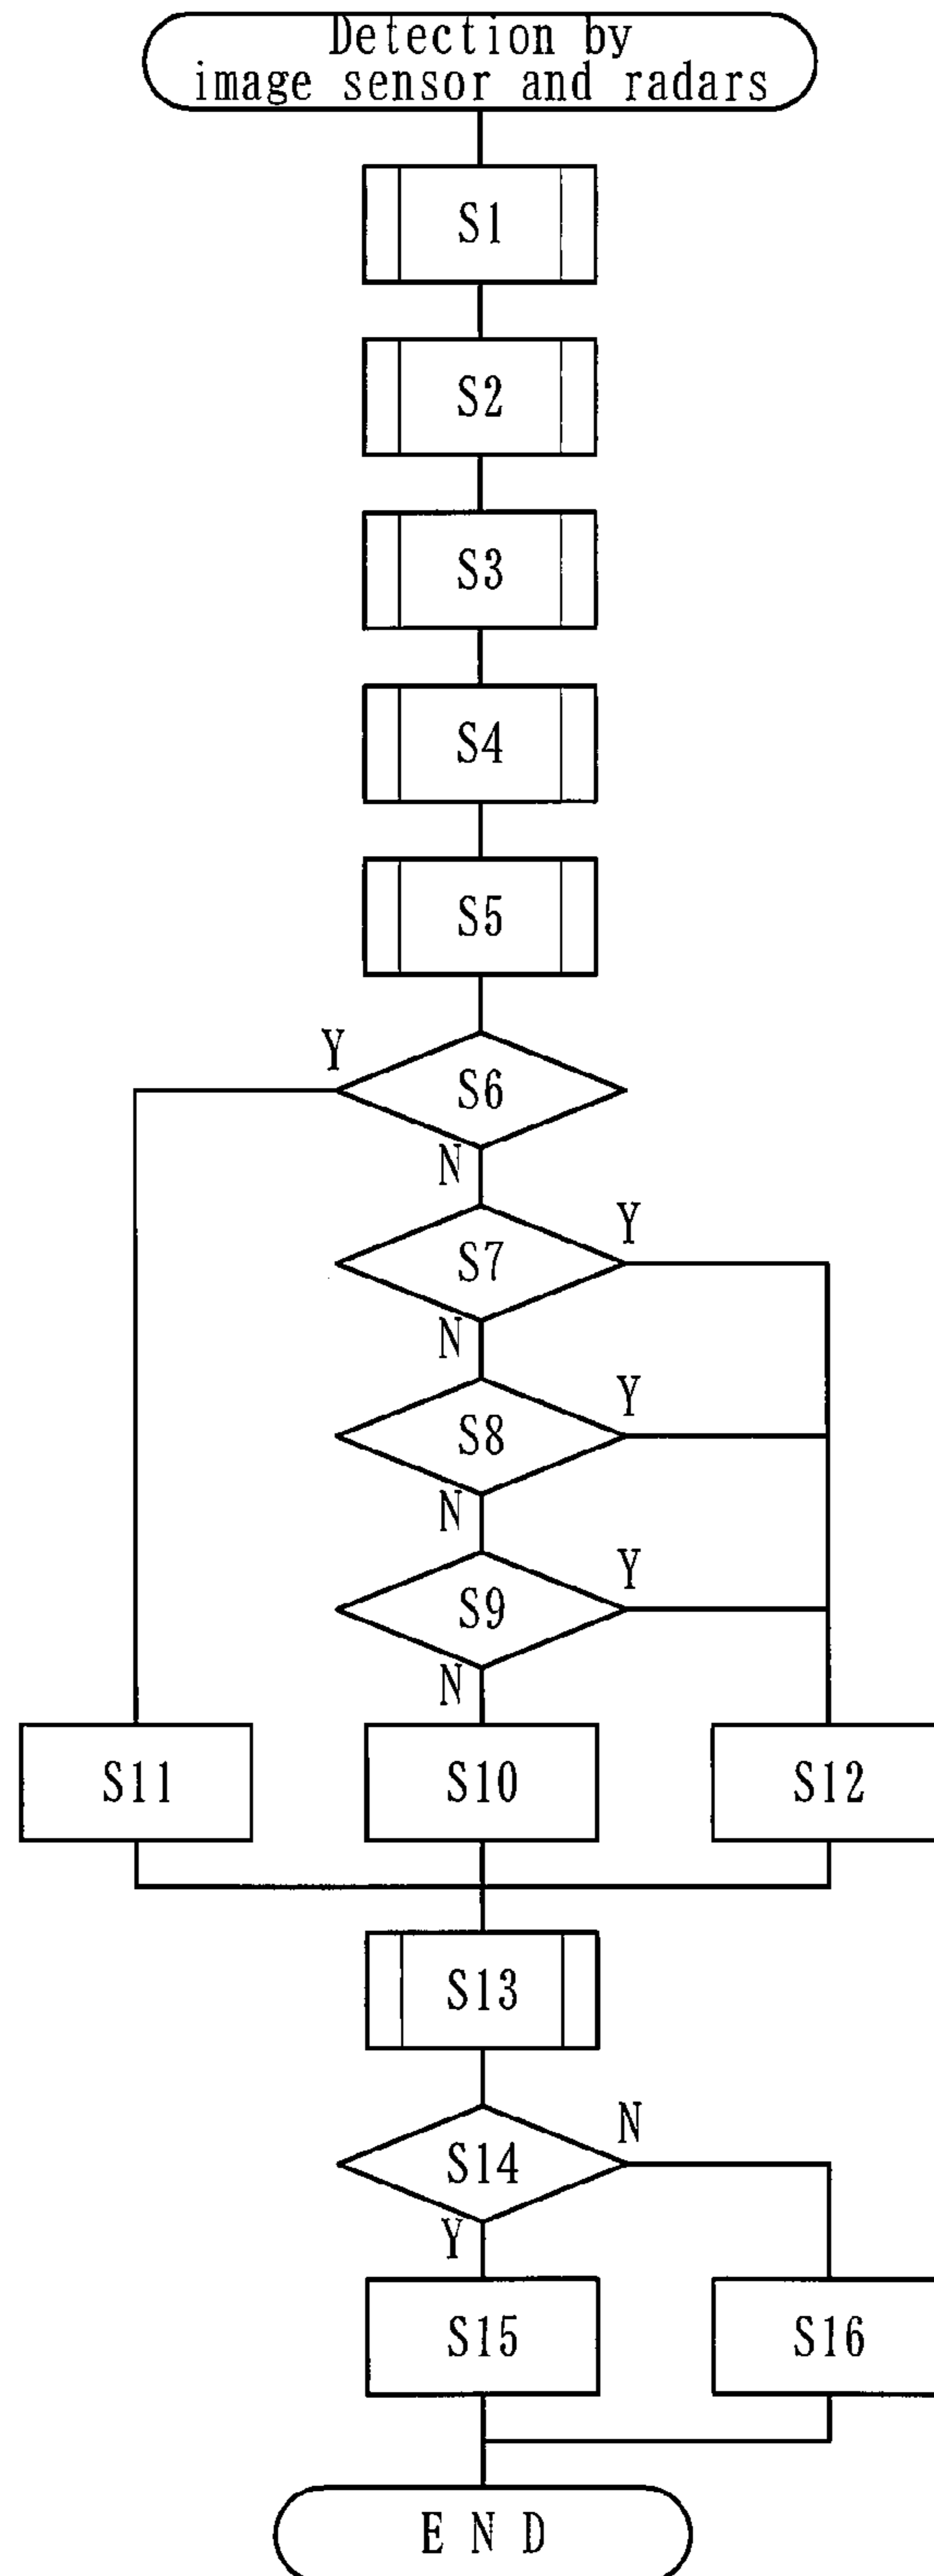 Detection by
image sensor and radars
S1
S2
S3
S4
S5
Y
S6
N
Y
S7
N
Y
S8
N
Y
S9
N
S11
S10
S12
S13
N
S14
Y
S15
S16
END